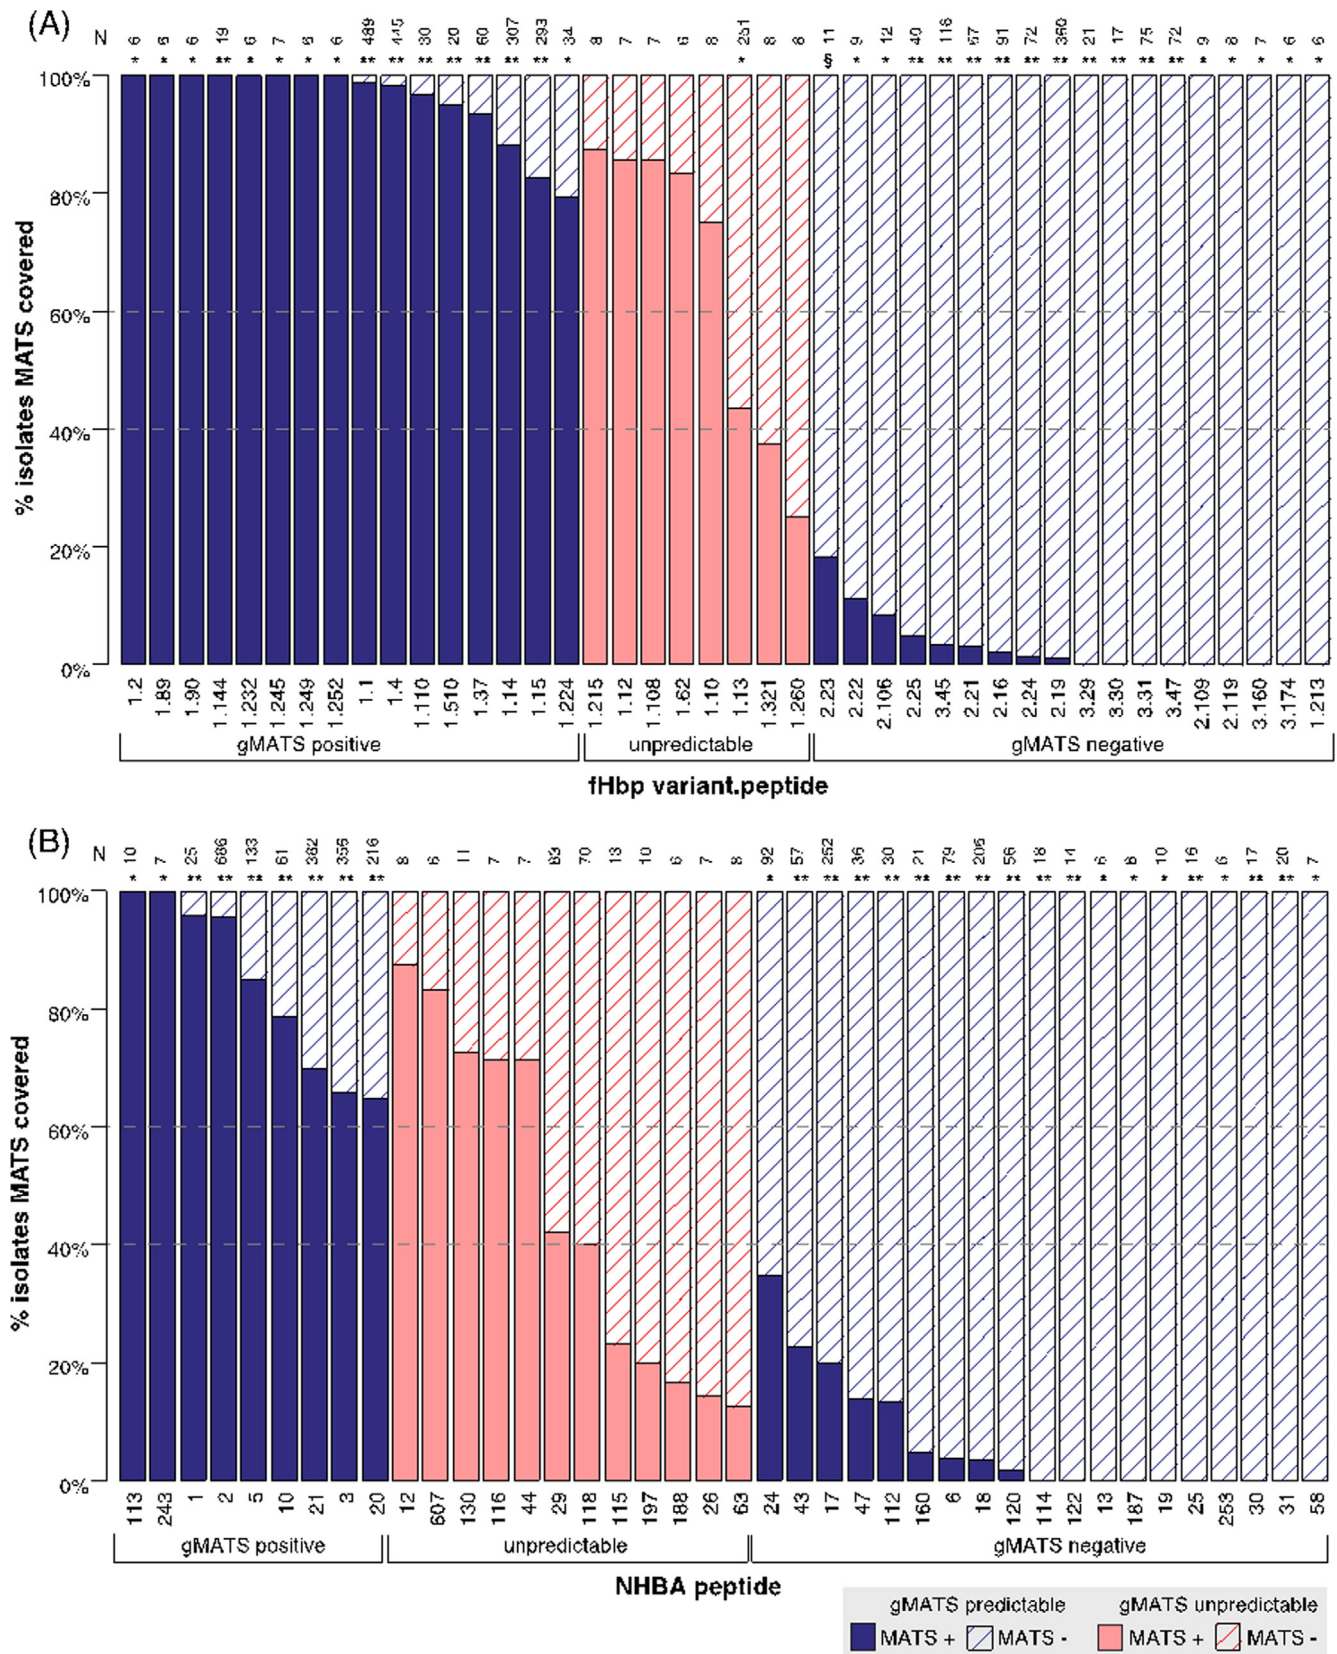 (A)
N 6 6 6 19 6 7 6 6 489 445 30 20 60 307 293 34 8 7 7 6 8 251 8 8 11 9 12 40 116 67 91 72 360 21 17 75 72 9 8 7 6 6
* * * ** * * * * ** ** ** ** ** ** ** * * § * * ** ** ** ** ** ** ** ** ** ** * * * * *
100%
80%
60%
40%
20%
0%
% isolates MATS covered
1.2 1.89 1.90 1.144 1.232 1.245 1.249 1.252 1.1 1.4 1.110 1.510 1.37 1.14 1.15 1.224 1.215 1.12 1.108 1.62 1.10 1.13 1.321 1.260 2.23 2.22 2.106 2.25 3.45 2.21 2.16 2.24 2.19 3.29 3.30 3.31 3.47 2.109 2.119 3.160 3.174 1.213
gMATS positive unpredictable gMATS negative
fHbp variant.peptide
(B)
N 10 7 25 686 133 61 362 356 216 8 6 11 7 7 83 70 13 10 6 7 8 92 57 252 36 30 21 79 206 56 18 14 6 10 16 6 17 20 7
* * ** ** ** ** ** ** ** * ** ** ** ** ** ** ** ** ** ** * * * ** * ** ** *
100%
80%
60%
40%
20%
0%
% isolates MATS covered
113 243 1 2 5 10 21 3 20 12 607 130 116 44 29 118 115 197 188 26 63 24 43 17 47 112 160 6 18 120 114 122 13 187 19 25 253 30 31 58
gMATS positive unpredictable gMATS negative
NHBA peptide
gMATS predictable gMATS unpredictable
MATS + MATS - MATS + MATS -